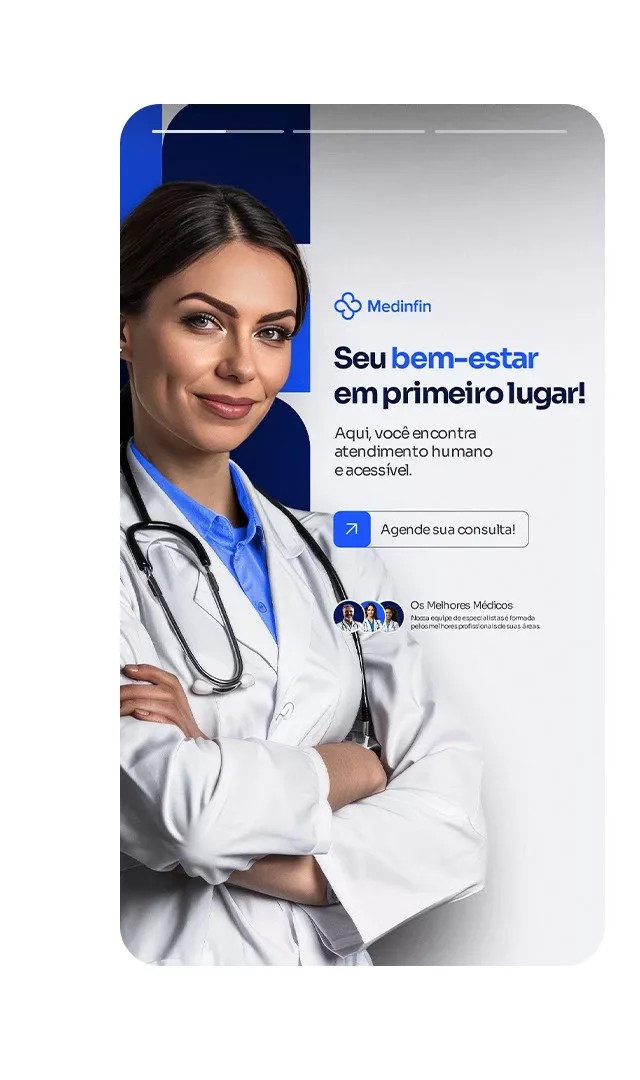 Medinfin
Seu bem-estar
em primeiro lugar!
Aqui, você encontra
atendimento humano
e acessível.
Agende sua consulta!
Os Melhores Médicos
Nossa equipe de especialistas é formada
pelos melhores profissionais de suas áreas.